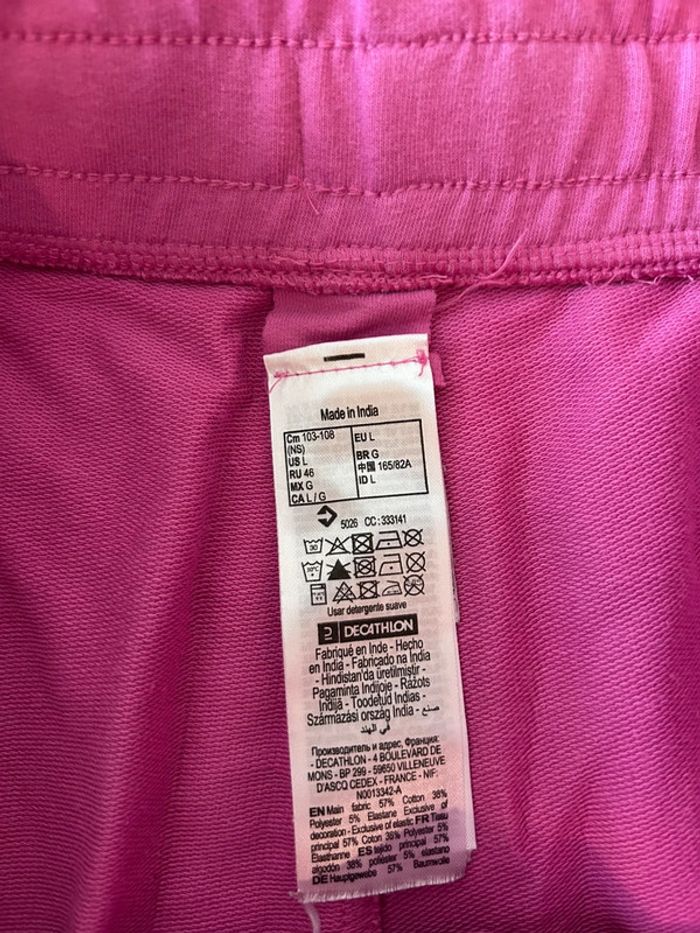 Made in India
Cm 103-108 EU L
(NS) BR G
US L 中国 165/82A
RU 46 ID L
MX G
CA L / G
5026 CC:333141
30
30°C
Usar detergente suave
DECATHLON
Fabriqué en Inde - Hecho
en India - Fabricado na India
- Hindistan'da üretilmiştir -
Pagaminta Indijoje - Ražots
Indijā - Toodetud Indias -
Származási ország India - صنع
في الهند
Производитель и адрес, Франция:
- DECATHLON - 4 BOULEVARD DE
MONS - BP 299 - 59650 VILLENEUVE
D'ASCQ CEDEX - FRANCE - NIF:
N0013342-A
EN Main fabric 57% Cotton 38%
Polyester 5% Elastane Exclusive of
decoration - Exclusive of elastic FR Tissu
principal 57% Coton 38% Polyester 5%
Elasthanne ES tejido principal 57%
algodón 38% poliéster 5% elastano
DE Hauptgewebe 57% Baumwolle